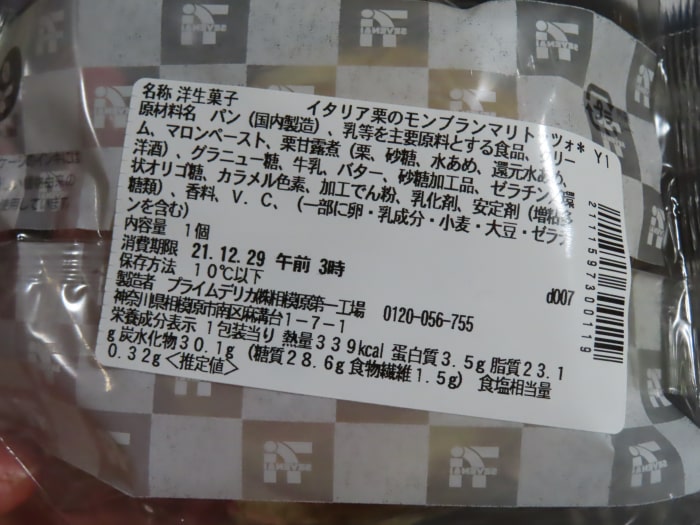 SEVEN&i
SEVEN&i
名称 洋生菓子 イタリア栗のモンブランマリトッツォ* Y1
原材料名 パン(国内製造)、乳等を主要原料とする食品、クリー
ム、マロンペースト、栗甘露煮(栗、砂糖、水あめ、還元水あめ、
洋酒)、グラニュー糖、牛乳、バター、砂糖加工品、ゼラチン、環
状オリゴ糖、カラメル色素、加工でん粉、乳化剤、安定剤(増粘多
糖類)、香料、V.C、(一部に卵・乳成分・小麦・大豆・ゼラチ
ンを含む)
内容量 1個
消費期限 21.12.29 午前 3時
保存方法 10℃以下
d007
製造者 プライムデリカ㈱相模原第一工場 0120-056-755
神奈川県相模原市南区麻溝台1-7-1
栄養成分表示 1包装当り 熱量339kcal 蛋白質3.5g 脂質23.1
g 炭水化物30.1g (糖質28.6g 食物繊維1.5g) 食塩相当量
0.32g<推定値>
2111597300119
SEVEN&i
SEVEN&i